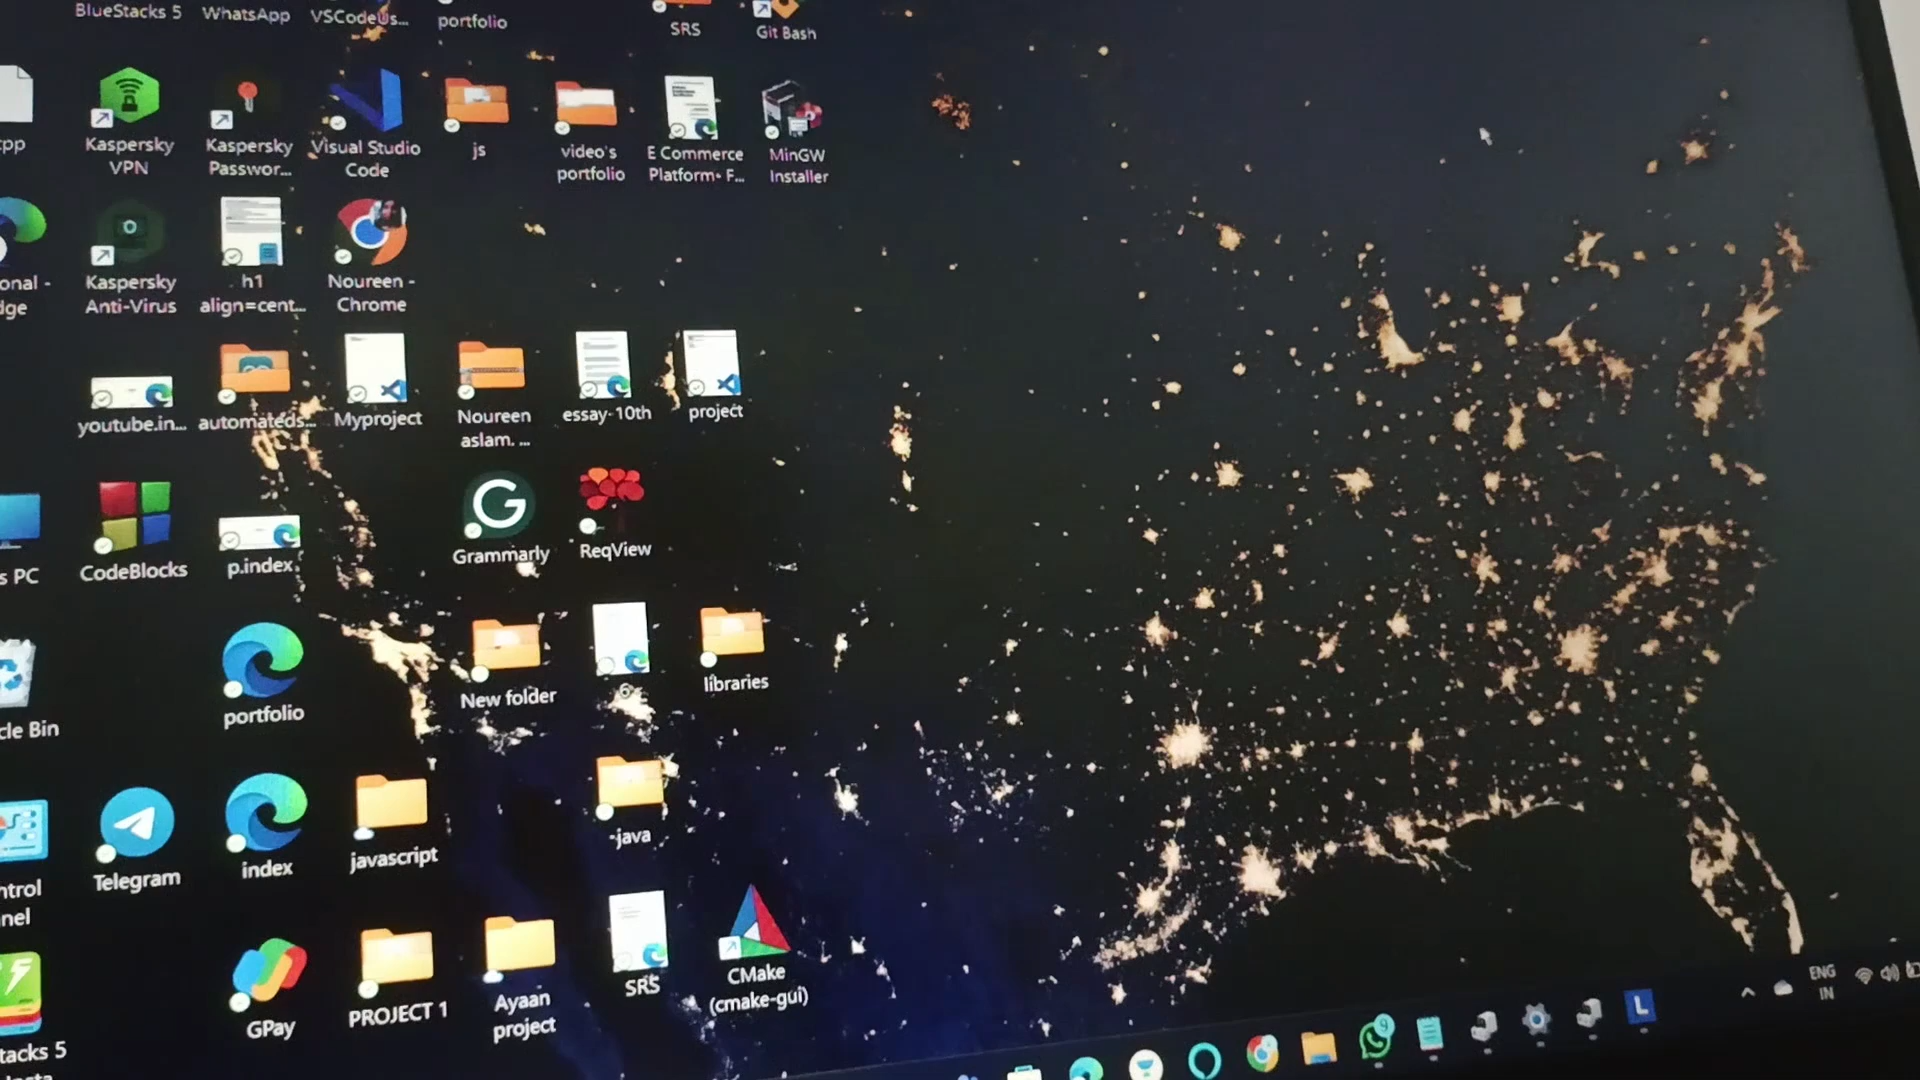 BlueStacks 5
WhatsApp
VSCodeUs...
portfolio
SRS
Git Bash
Kaspersky
VPN
Kaspersky
Passwor...
Visual Studio
Code
js
video's
portfolio
E Commerce
Platform- F...
MinGW
Installer
Kaspersky
Anti-Virus
h1
align=cent...
Noureen -
Chrome
youtube.in...
automateds...
Myproject
Noureen
aslam. ...
essay-10th
project
s PC
CodeBlocks
p.index
G
Grammarly
ReqView
cle Bin
portfolio
New folder
6
libraries
ntrol
nel
Telegram
index
javascript
java
tacks 5
GPay
PROJECT 1
Ayaan
project
SRS
CMake
(cmake-gui)
9
L
ENG
IN